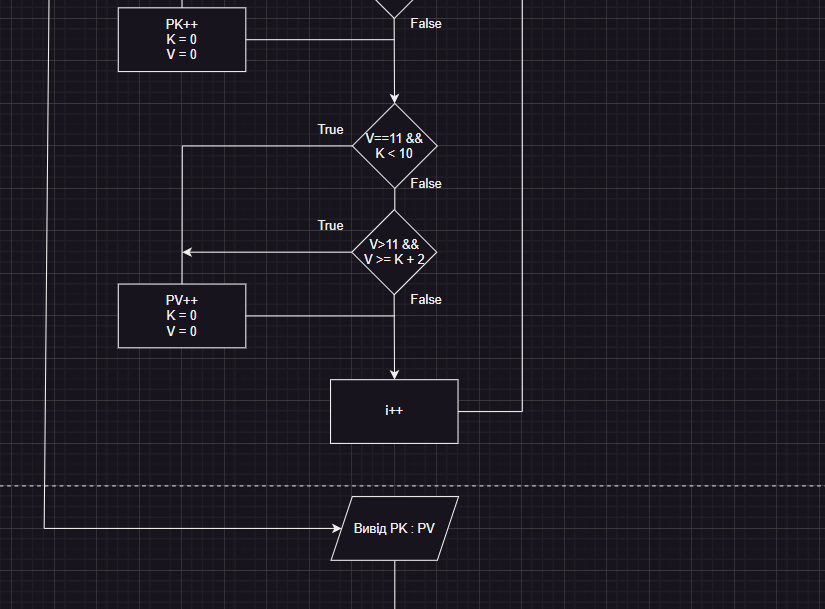 PK++
K = 0
V = 0
False
True
V==11 &&
K < 10
False
True
V>11 &&
V >= K + 2
False
PV++
K = 0
V = 0
i++
Вивід PK : PV